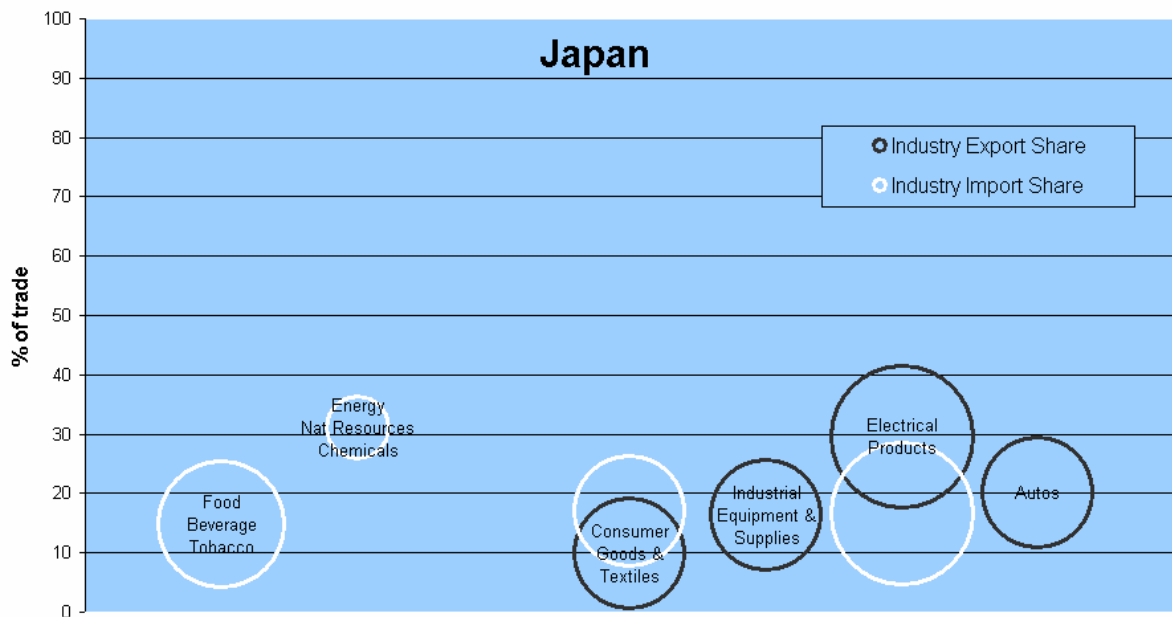 Japan
Industry Export Share
Industry Import Share
% of trade
100
90
80
70
60
50
40
30
20
10
0
Food
Beverage
Tobacco
Energy
Nat Resources
Chemicals
Consumer
Goods &
Textiles
Industrial
Equipment &
Supplies
Electrical
Products
Autos